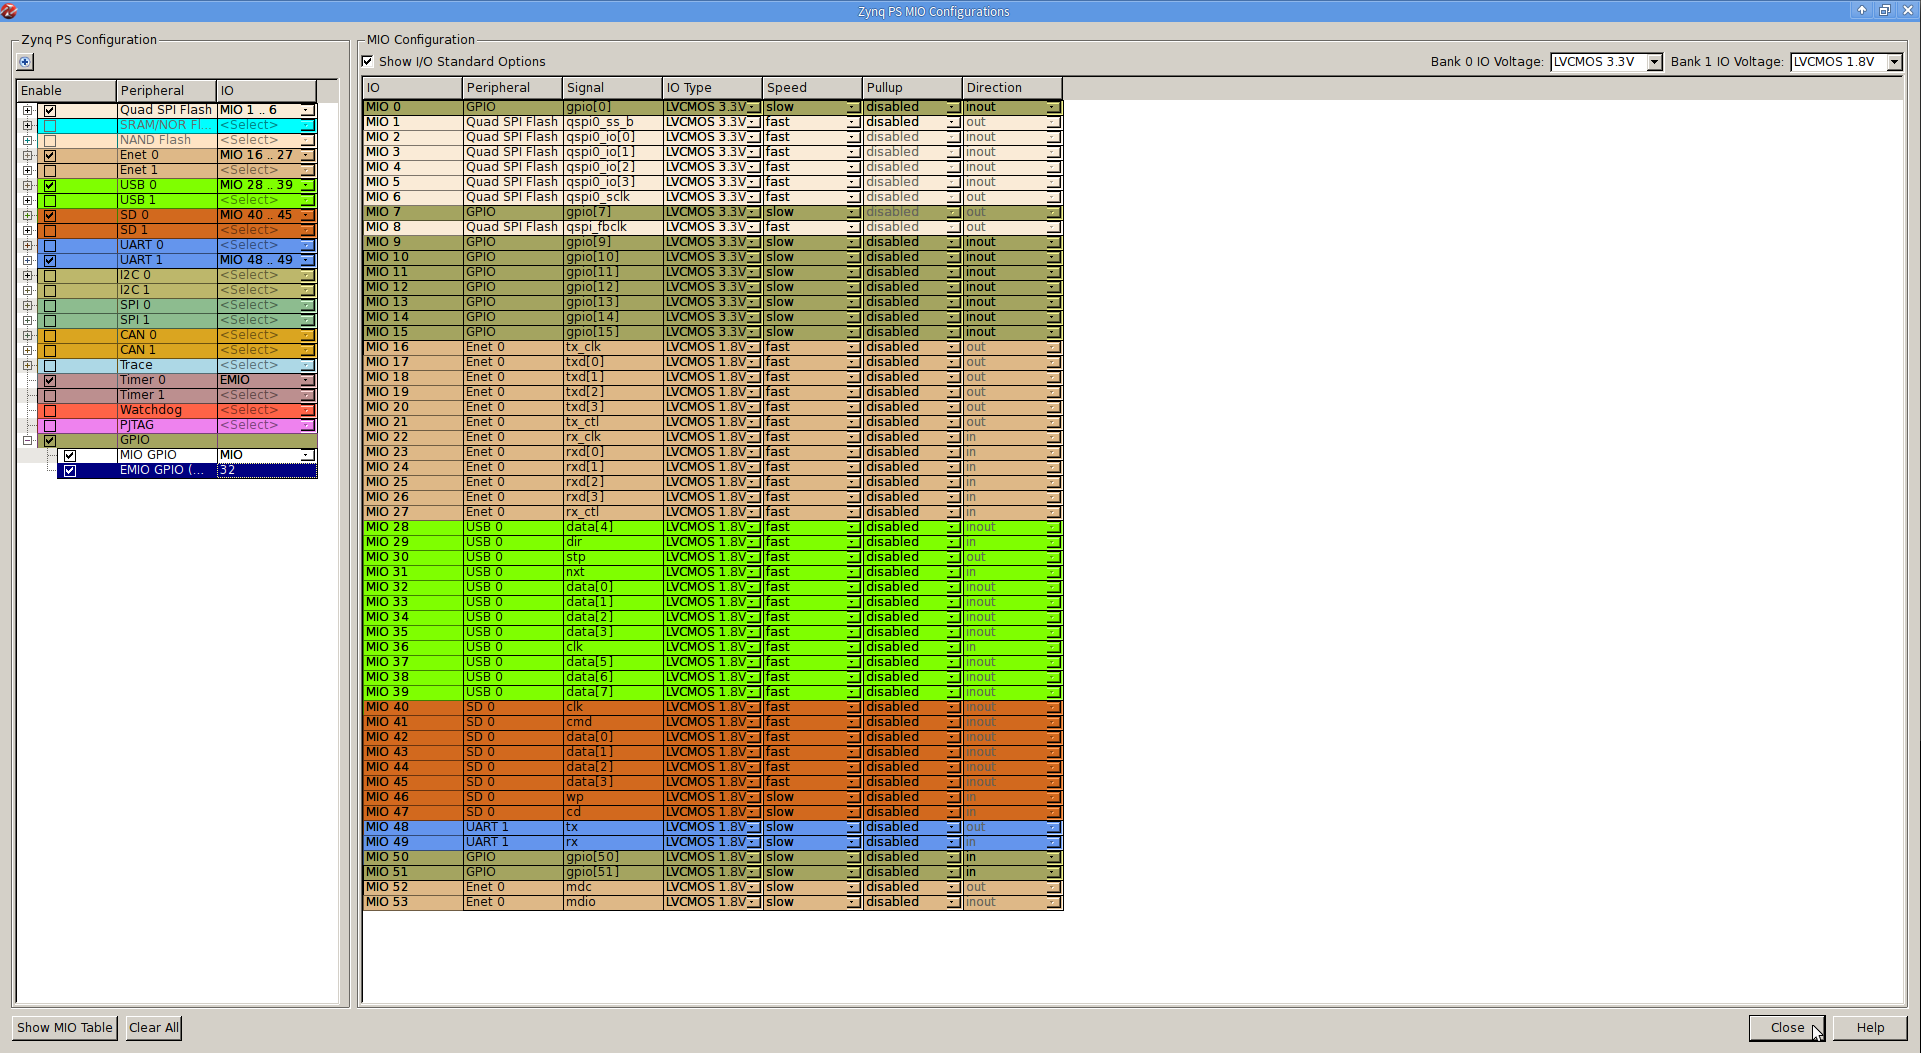 Zynq PS MIO Configurations
Zynq PS Configuration
Enable Peripheral IO
Quad SPI Flash MIO 1 .. 6
SRAM/NOR Fl... <Select>
NAND Flash <Select>
Enet 0 MIO 16 .. 27
Enet 1 <Select>
USB 0 MIO 28 .. 39
USB 1 <Select>
SD 0 MIO 40 .. 45
SD 1 <Select>
UART 0 <Select>
UART 1 MIO 48 .. 49
I2C 0 <Select>
I2C 1 <Select>
SPI 0 <Select>
SPI 1 <Select>
CAN 0 <Select>
CAN 1 <Select>
Trace <Select>
Timer 0 EMIO
Timer 1 <Select>
Watchdog <Select>
PJTAG <Select>
GPIO
MIO GPIO MIO
EMIO GPIO (... 32
MIO Configuration
Show I/O Standard Options Bank 0 IO Voltage: LVCMOS 3.3V Bank 1 IO Voltage: LVCMOS 1.8V
IO Peripheral Signal IO Type Speed Pullup Direction
MIO 0 GPIO gpio[0] LVCMOS 3.3V slow disabled inout
MIO 1 Quad SPI Flash qspi0_ss_b LVCMOS 3.3V fast disabled out
MIO 2 Quad SPI Flash qspi0_io[0] LVCMOS 3.3V fast disabled inout
MIO 3 Quad SPI Flash qspi0_io[1] LVCMOS 3.3V fast disabled inout
MIO 4 Quad SPI Flash qspi0_io[2] LVCMOS 3.3V fast disabled inout
MIO 5 Quad SPI Flash qspi0_io[3] LVCMOS 3.3V fast disabled inout
MIO 6 Quad SPI Flash qspi0_sclk LVCMOS 3.3V fast disabled out
MIO 7 GPIO gpio[7] LVCMOS 3.3V slow disabled out
MIO 8 Quad SPI Flash qspi_fbclk LVCMOS 3.3V fast disabled out
MIO 9 GPIO gpio[9] LVCMOS 3.3V slow disabled inout
MIO 10 GPIO gpio[10] LVCMOS 3.3V slow disabled inout
MIO 11 GPIO gpio[11] LVCMOS 3.3V slow disabled inout
MIO 12 GPIO gpio[12] LVCMOS 3.3V slow disabled inout
MIO 13 GPIO gpio[13] LVCMOS 3.3V slow disabled inout
MIO 14 GPIO gpio[14] LVCMOS 3.3V slow disabled inout
MIO 15 GPIO gpio[15] LVCMOS 3.3V slow disabled inout
MIO 16 Enet 0 tx_clk LVCMOS 1.8V fast disabled out
MIO 17 Enet 0 txd[0] LVCMOS 1.8V fast disabled out
MIO 18 Enet 0 txd[1] LVCMOS 1.8V fast disabled out
MIO 19 Enet 0 txd[2] LVCMOS 1.8V fast disabled out
MIO 20 Enet 0 txd[3] LVCMOS 1.8V fast disabled out
MIO 21 Enet 0 tx_ctl LVCMOS 1.8V fast disabled out
MIO 22 Enet 0 rx_clk LVCMOS 1.8V fast disabled in
MIO 23 Enet 0 rxd[0] LVCMOS 1.8V fast disabled in
MIO 24 Enet 0 rxd[1] LVCMOS 1.8V fast disabled in
MIO 25 Enet 0 rxd[2] LVCMOS 1.8V fast disabled in
MIO 26 Enet 0 rxd[3] LVCMOS 1.8V fast disabled in
MIO 27 Enet 0 rx_ctl LVCMOS 1.8V fast disabled in
MIO 28 USB 0 data[4] LVCMOS 1.8V fast disabled inout
MIO 29 USB 0 dir LVCMOS 1.8V fast disabled in
MIO 30 USB 0 stp LVCMOS 1.8V fast disabled out
MIO 31 USB 0 nxt LVCMOS 1.8V fast disabled in
MIO 32 USB 0 data[0] LVCMOS 1.8V fast disabled inout
MIO 33 USB 0 data[1] LVCMOS 1.8V fast disabled inout
MIO 34 USB 0 data[2] LVCMOS 1.8V fast disabled inout
MIO 35 USB 0 data[3] LVCMOS 1.8V fast disabled inout
MIO 36 USB 0 clk LVCMOS 1.8V fast disabled in
MIO 37 USB 0 data[5] LVCMOS 1.8V fast disabled inout
MIO 38 USB 0 data[6] LVCMOS 1.8V fast disabled inout
MIO 39 USB 0 data[7] LVCMOS 1.8V fast disabled inout
MIO 40 SD 0 clk LVCMOS 1.8V fast disabled inout
MIO 41 SD 0 cmd LVCMOS 1.8V fast disabled inout
MIO 42 SD 0 data[0] LVCMOS 1.8V fast disabled inout
MIO 43 SD 0 data[1] LVCMOS 1.8V fast disabled inout
MIO 44 SD 0 data[2] LVCMOS 1.8V fast disabled inout
MIO 45 SD 0 data[3] LVCMOS 1.8V fast disabled inout
MIO 46 SD 0 wp LVCMOS 1.8V slow disabled in
MIO 47 SD 0 cd LVCMOS 1.8V slow disabled in
MIO 48 UART 1 tx LVCMOS 1.8V slow disabled out
MIO 49 UART 1 rx LVCMOS 1.8V slow disabled in
MIO 50 GPIO gpio[50] LVCMOS 1.8V slow disabled in
MIO 51 GPIO gpio[51] LVCMOS 1.8V slow disabled in
MIO 52 Enet 0 mdc LVCMOS 1.8V slow disabled out
MIO 53 Enet 0 mdio LVCMOS 1.8V slow disabled inout
Show MIO Table Clear All Close Help